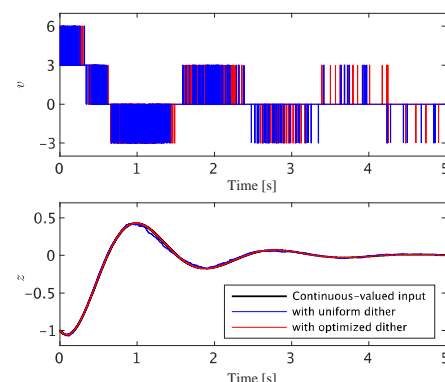 6
3
0
-3
v
0 1 2 3 4 5
Time [s]
0.5
0
-0.5
-1
z
Continuous-valued input
with uniform dither
with optimized dither
0 1 2 3 4 5
Time [s]